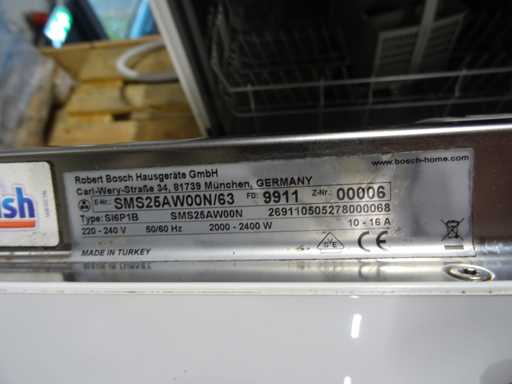 Robert Bosch Hausgeräte GmbH
www.bosch-home.com
Carl-Wery-Straße 34, 81739 München, GERMANY
E-Nr.: SMS25AW00N/63 FD: 9911 Z-Nr.: 00006
Type: SI6P1B SMS25AW00N 269110505278000068
220 - 240 V 50/60 Hz 2000 - 2400 W 10 - 16 A
MADE IN TURKEY
CE
ish